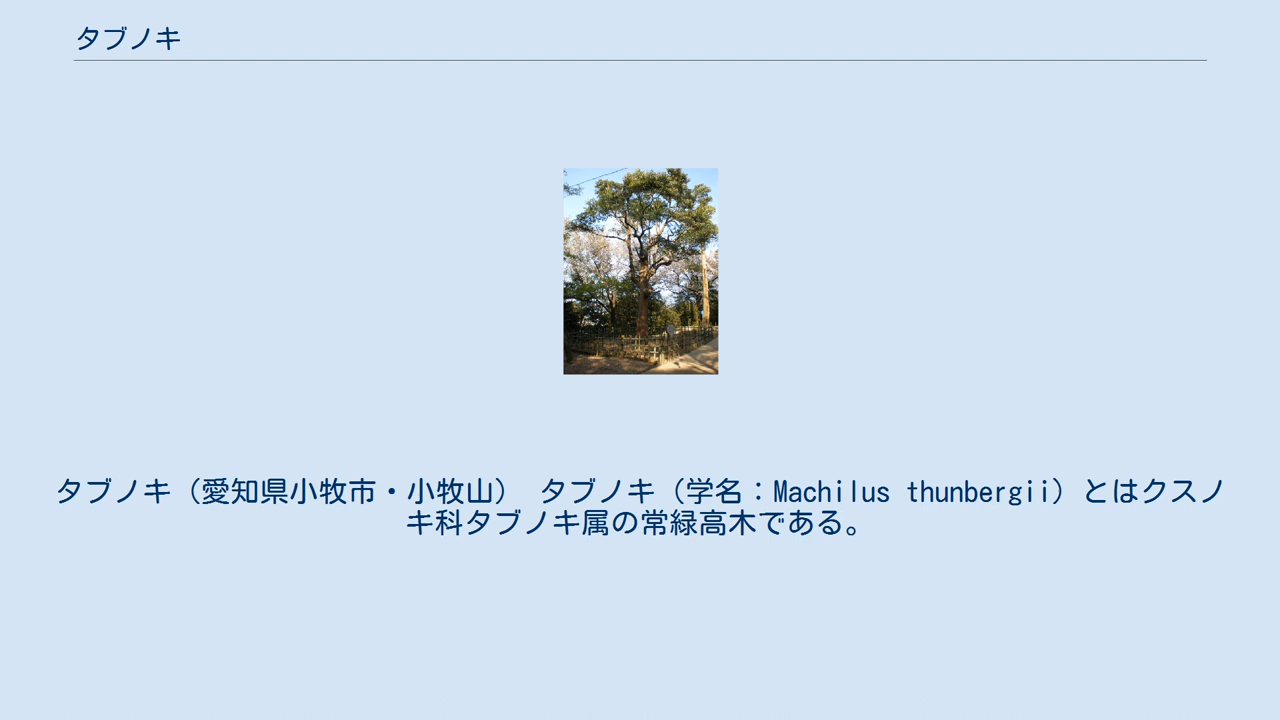 タブノキ
タブノキ（愛知県小牧市・小牧山） タブノキ（学名：Machilus thunbergii）とはクスノ
キ科タブノキ属の常緑高木である。